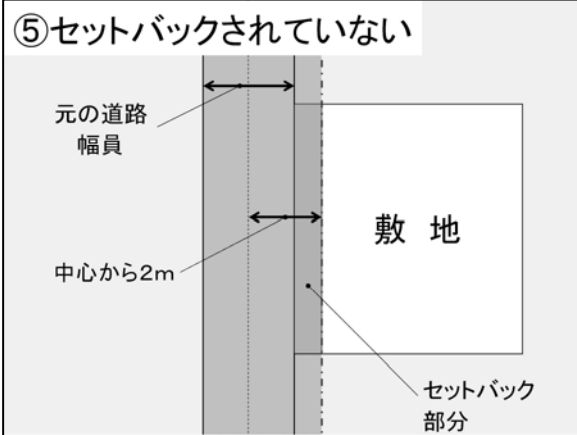 ⑤セットバックされていない
元の道路
幅員
敷 地
中心から2m
セットバック
部分